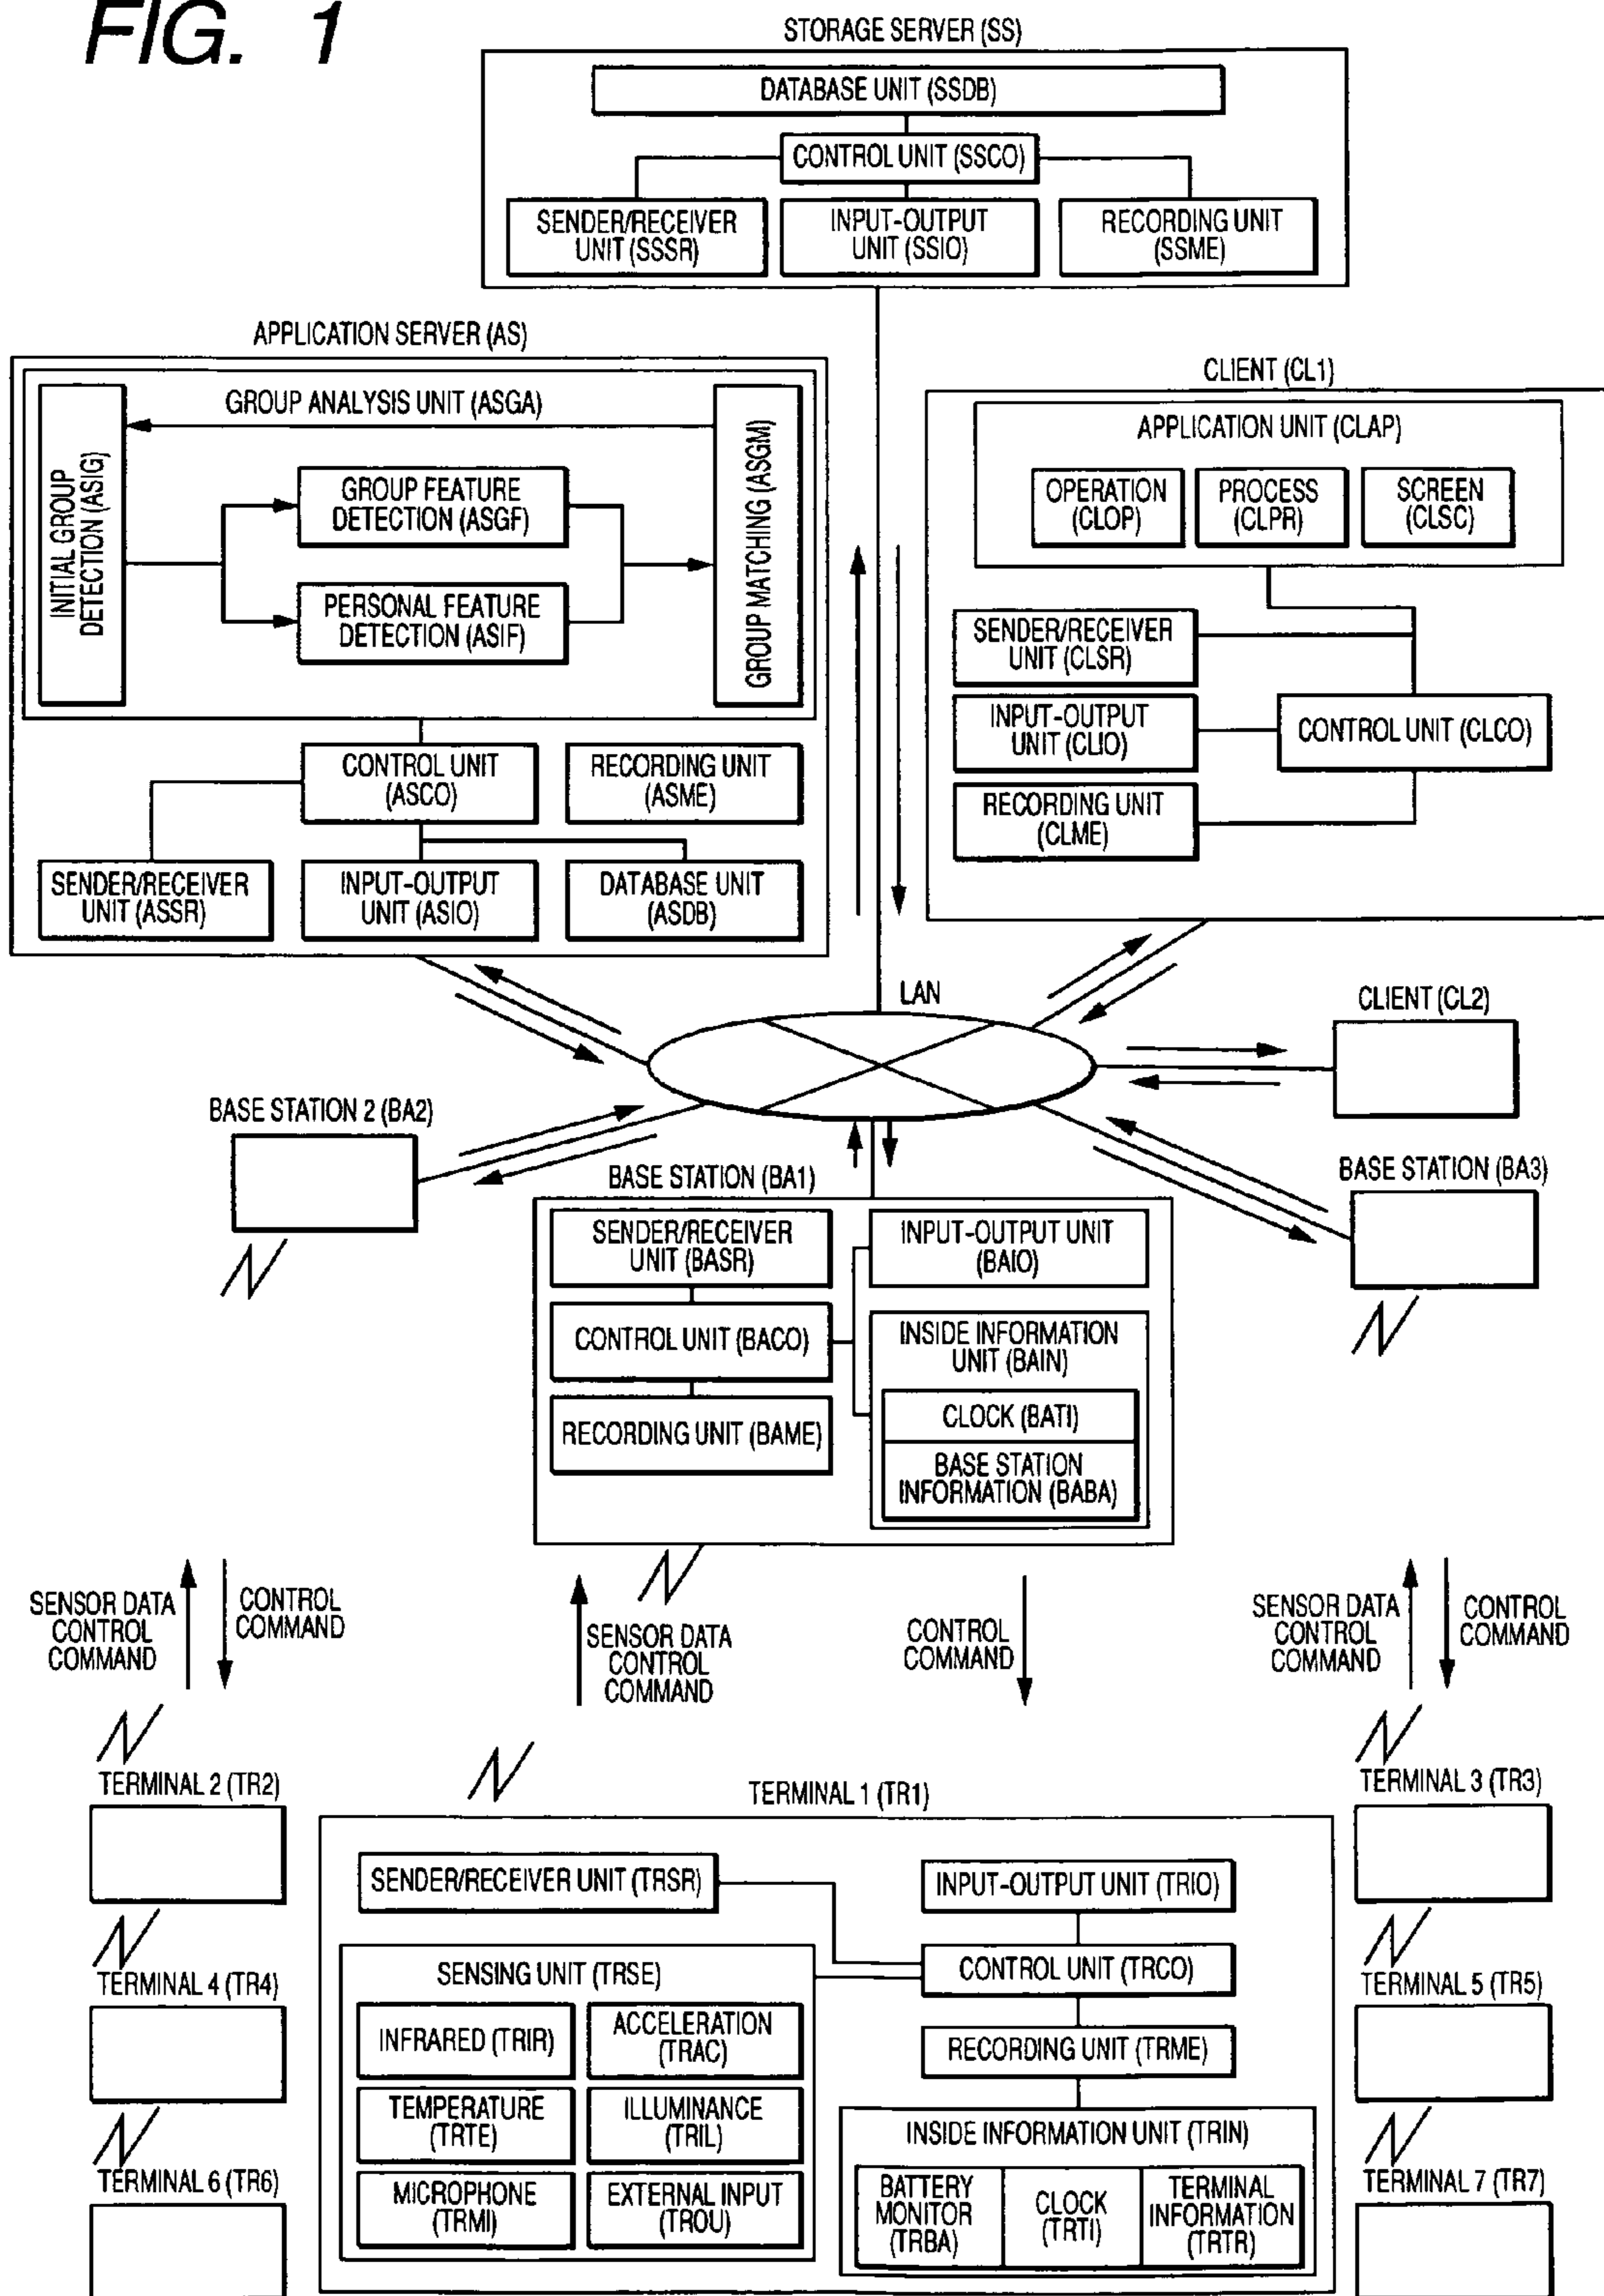 FIG. 1
STORAGE SERVER (SS)
DATABASE UNIT (SSDB)
CONTROL UNIT (SSCO)
SENDER/RECEIVER
UNIT (SSSR)
INPUT-OUTPUT
UNIT (SSIO)
RECORDING UNIT
(SSME)
APPLICATION SERVER (AS)
GROUP ANALYSIS UNIT (ASGA)
INITIAL GROUP
DETECTION (ASIG)
GROUP FEATURE
DETECTION (ASGF)
PERSONAL FEATURE
DETECTION (ASIF)
GROUP MATCHING (ASGM)
CONTROL UNIT
(ASCO)
RECORDING UNIT
(ASME)
SENDER/RECEIVER
UNIT (ASSR)
INPUT-OUTPUT
UNIT (ASIO)
DATABASE UNIT
(ASDB)
CLIENT (CL1)
APPLICATION UNIT (CLAP)
OPERATION
(CLOP)
PROCESS
(CLPR)
SCREEN
(CLSC)
SENDER/RECEIVER
UNIT (CLSR)
INPUT-OUTPUT
UNIT (CLIO)
CONTROL UNIT (CLCO)
RECORDING UNIT
(CLME)
LAN
CLIENT (CL2)
BASE STATION 2 (BA2)
BASE STATION (BA1)
BASE STATION (BA3)
SENDER/RECEIVER
UNIT (BASR)
INPUT-OUTPUT UNIT
(BAIO)
CONTROL UNIT (BACO)
INSIDE INFORMATION
UNIT (BAIN)
RECORDING UNIT (BAME)
CLOCK (BATI)
BASE STATION
INFORMATION (BABA)
SENSOR DATA
CONTROL
COMMAND
CONTROL
COMMAND
SENSOR DATA
CONTROL
COMMAND
CONTROL
COMMAND
SENSOR DATA
CONTROL
COMMAND
CONTROL
COMMAND
TERMINAL 2 (TR2)
TERMINAL 4 (TR4)
TERMINAL 6 (TR6)
TERMINAL 1 (TR1)
SENDER/RECEIVER UNIT (TRSR)
INPUT-OUTPUT UNIT (TRIO)
SENSING UNIT (TRSE)
CONTROL UNIT (TRCO)
INFRARED (TRIR)
ACCELERATION
(TRAC)
RECORDING UNIT (TRME)
TEMPERATURE
(TRTE)
ILLUMINANCE
(TRIL)
MICROPHONE
(TRMI)
EXTERNAL INPUT
(TROU)
INSIDE INFORMATION UNIT (TRIN)
BATTERY
MONITOR
(TRBA)
CLOCK
(TRTI)
TERMINAL
INFORMATION
(TRTR)
TERMINAL 3 (TR3)
TERMINAL 5 (TR5)
TERMINAL 7 (TR7)